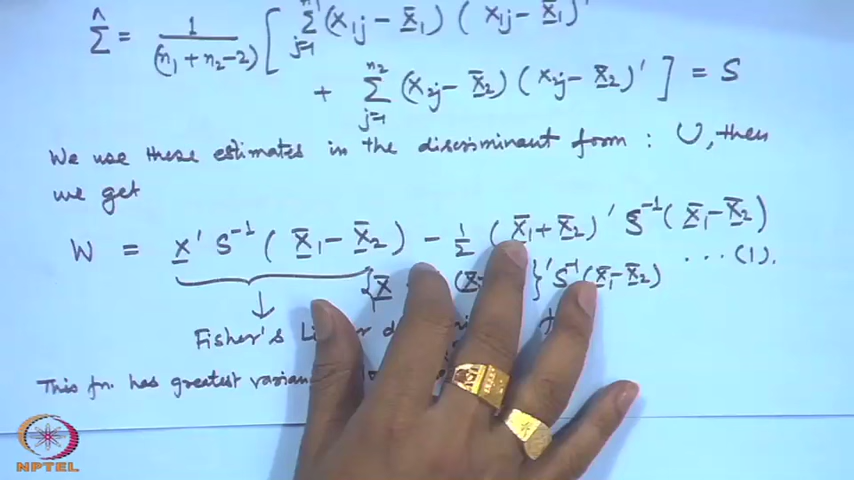 Σ̂ = 1/(n₁+n₂-2) [ Σ_{j=1}^{n₁} (X₁j - X̄₁) (X₁j - X̄₁)'
+ Σ_{j=1}^{n₂} (X₂j - X̄₂) (X₂j - X̄₂)' ] = S
We use these estimates in the discriminant form : U, then
we get
W = X' S⁻¹ (X̄₁ - X̄₂) - ½ (X̄₁ + X̄₂)' S⁻¹ (X̄₁ - X̄₂)
{X }' S⁻¹ (X̄₁ - X̄₂) ... (1).
Fisher's
This fn. has greatest
NPTEL